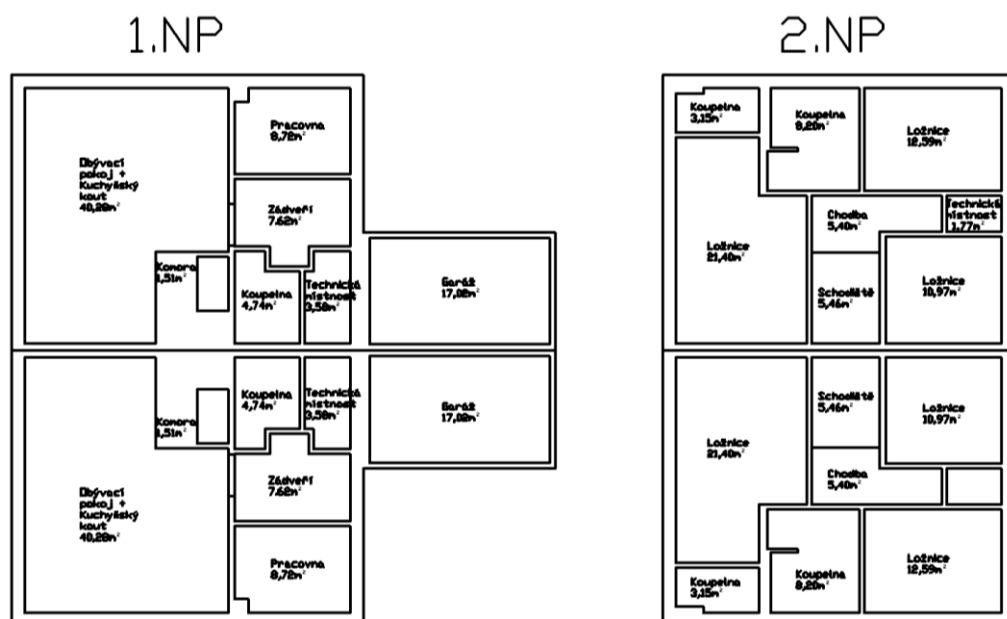 1.NP
2.NP
Pracovna
8,72m²
Obývací
pokoj +
Kuchyňský
kout
40,28m²
Zádveří
7.62m²
Komora
1,51m²
Koupelna
4,74m²
Technická
místnost
3,58m²
Garáž
17,02m²
Komora
1,51m²
Koupelna
4,74m²
Technická
místnost
3,58m²
Garáž
17,02m²
Zádveří
7.62m²
Obývací
pokoj +
Kuchyňský
kout
40,28m²
Pracovna
8,72m²
Koupelna
3,15m²
Koupelna
8,20m²
Ložnice
12,59m²
Chodba
5,40m²
Technická
místnost
1,77m²
Ložnice
21,40m²
Schodiště
5,46m²
Ložnice
10,97m²
Schodiště
5,46m²
Ložnice
10,97m²
Ložnice
21,40m²
Chodba
5,40m²
Koupelna
3,15m²
Koupelna
8,20m²
Ložnice
12,59m²